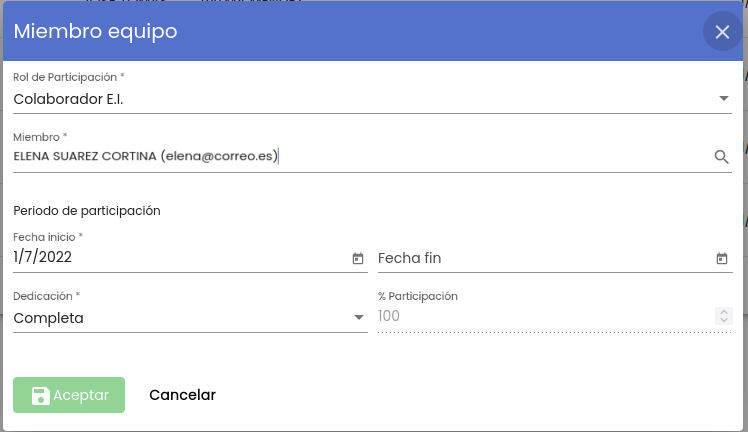 Miembro equipo
Rol de Participación *
Colaborador E.I.
Miembro *
ELENA SUAREZ CORTINA (elena@correo.es)
Periodo de participación
Fecha inicio *
1/7/2022
Fecha fin
Dedicación *
% Participación
Completa
100
Aceptar
Cancelar